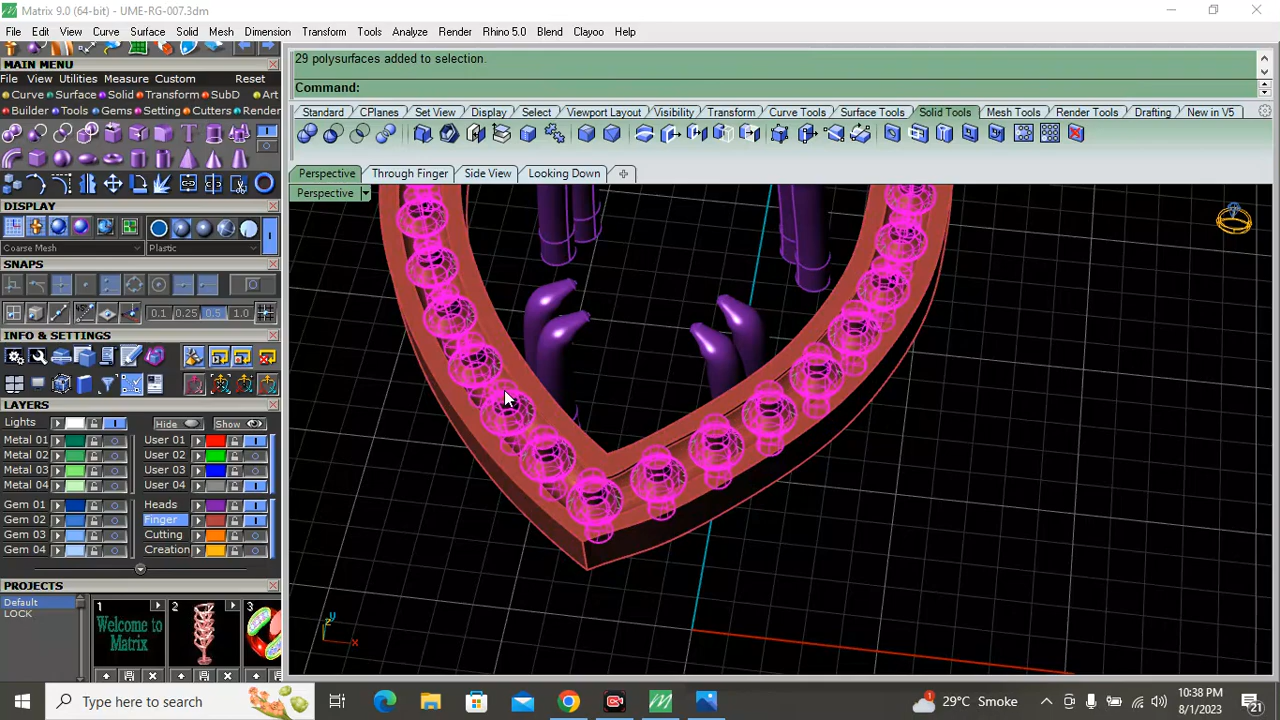 Matrix 9.0 (64-bit) - UME-RG-007.3dm
File Edit View Curve Surface Solid Mesh Dimension Transform Tools Analyze Render Rhino 5.0 Blend Clayoo Help
29 polysurfaces added to selection.
Command:
MAIN MENU
File View Utilities Measure Custom Reset
Curve Surface Solid Transform SubD Art
Builder Tools Gems Setting Cutters Render
Standard CPlanes Set View Display Select Viewport Layout Visibility Transform Curve Tools Surface Tools Solid Tools Mesh Tools Render Tools Drafting New in V5
Perspective Through Finger Side View Looking Down
Perspective
DISPLAY
Coarse Mesh Plastic
SNAPS
0.1 0.25 0.5 1.0
INFO & SETTINGS
LAYERS
Lights Hide Show
Metal 01 User 01
Metal 02 User 02
Metal 03 User 03
Metal 04 User 04
Gem 01 Heads
Gem 02 Finger
Gem 03 Cutting
Gem 04 Creation
PROJECTS
Default
LOCK
1 2 3
Welcome to Matrix
y
z
x
Type here to search
1
29°C Smoke
10:38 PM
8/1/2023
21